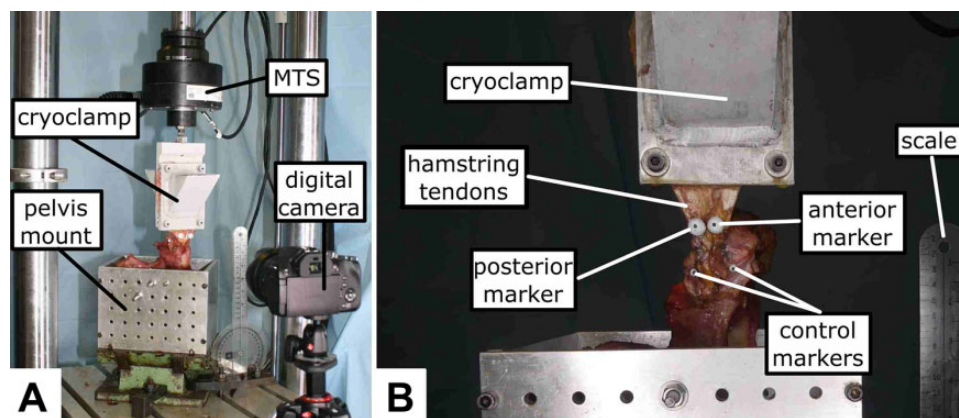 MTS
cryoclamp
digital
camera
pelvis
mount
A
cryoclamp
scale
hamstring
tendons
anterior
marker
posterior
marker
control
markers
B